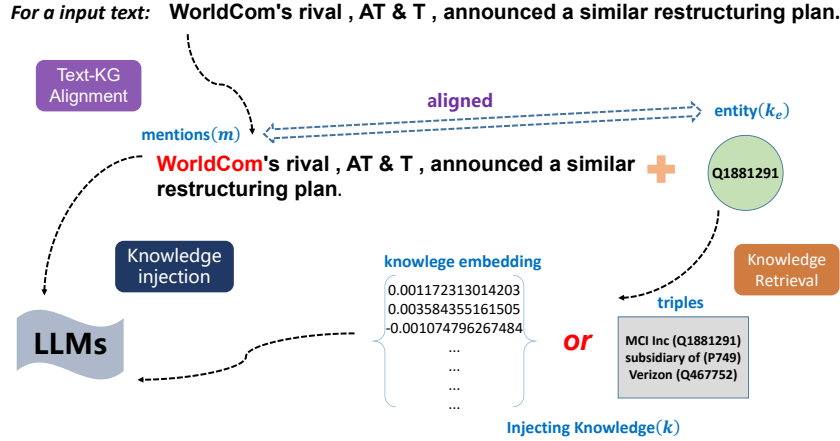 For a input text: WorldCom's rival , AT & T , announced a similar restructuring plan.
Text-KG
Alignment
aligned
mentions(m)
entity(kₑ)
WorldCom's rival , AT & T , announced a similar
restructuring plan.
Q1881291
Knowledge
injection
knowlege embedding
Knowledge
Retrieval
0.001172313014203
0.003584355161505
-0.001074796267484
...
...
...
...
or
triples
MCI Inc (Q1881291)
subsidiary of (P749)
Verizon (Q467752)
LLMs
Injecting Knowledge(k)